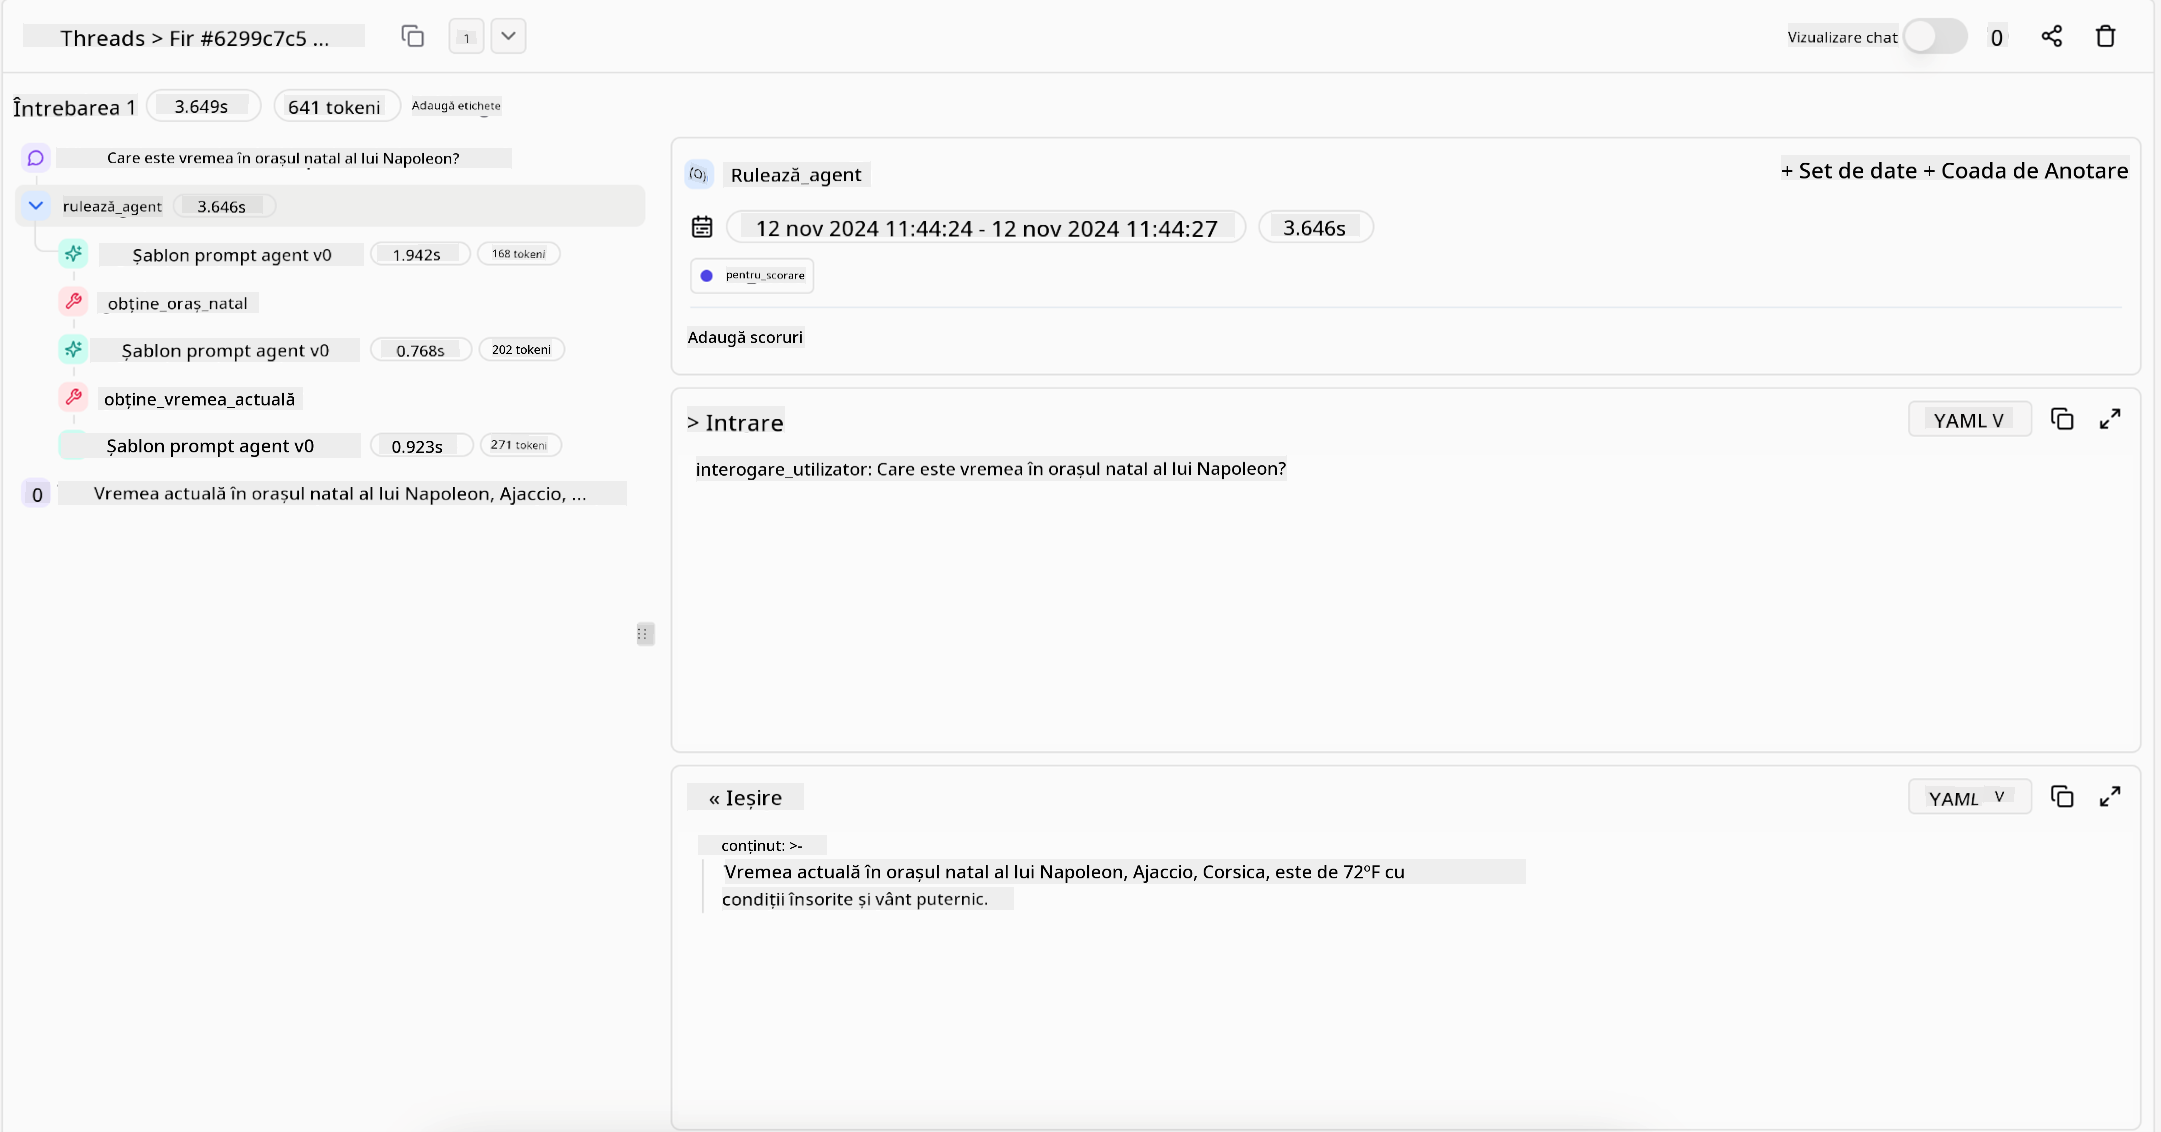 Threads > Fir #6299c7c5 ...
1
Vizualizare chat
0
Întrebarea 1
3.649s
641 tokeni
Adaugă etichete
Care este vremea în orașul natal al lui Napoleon?
rulează_agent
3.646s
Șablon prompt agent v0
1.942s
168 tokeni
obține_oraș_natal
Șablon prompt agent v0
0.768s
202 tokeni
obține_vremea_actuală
Șablon prompt agent v0
0.923s
271 tokeni
0
Vremea actuală în orașul natal al lui Napoleon, Ajaccio, ...
Rulează_agent
+ Set de date + Coada de Anotare
12 nov 2024 11:44:24 - 12 nov 2024 11:44:27
3.646s
pentru_scorare
Adaugă scoruri
> Intrare
YAML V
interogare_utilizator: Care este vremea în orașul natal al lui Napoleon?
« Ieșire
YAML V
conținut: >-
Vremea actuală în orașul natal al lui Napoleon, Ajaccio, Corsica, este de 72°F cu
condiții însorite și vânt puternic.